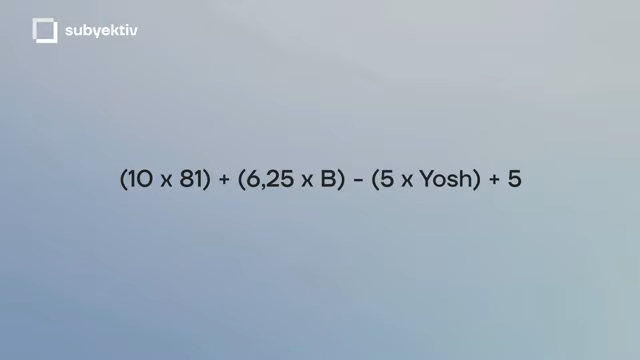 subyektiv
(10 x 81) + (6,25 x B) - (5 x Yosh) + 5